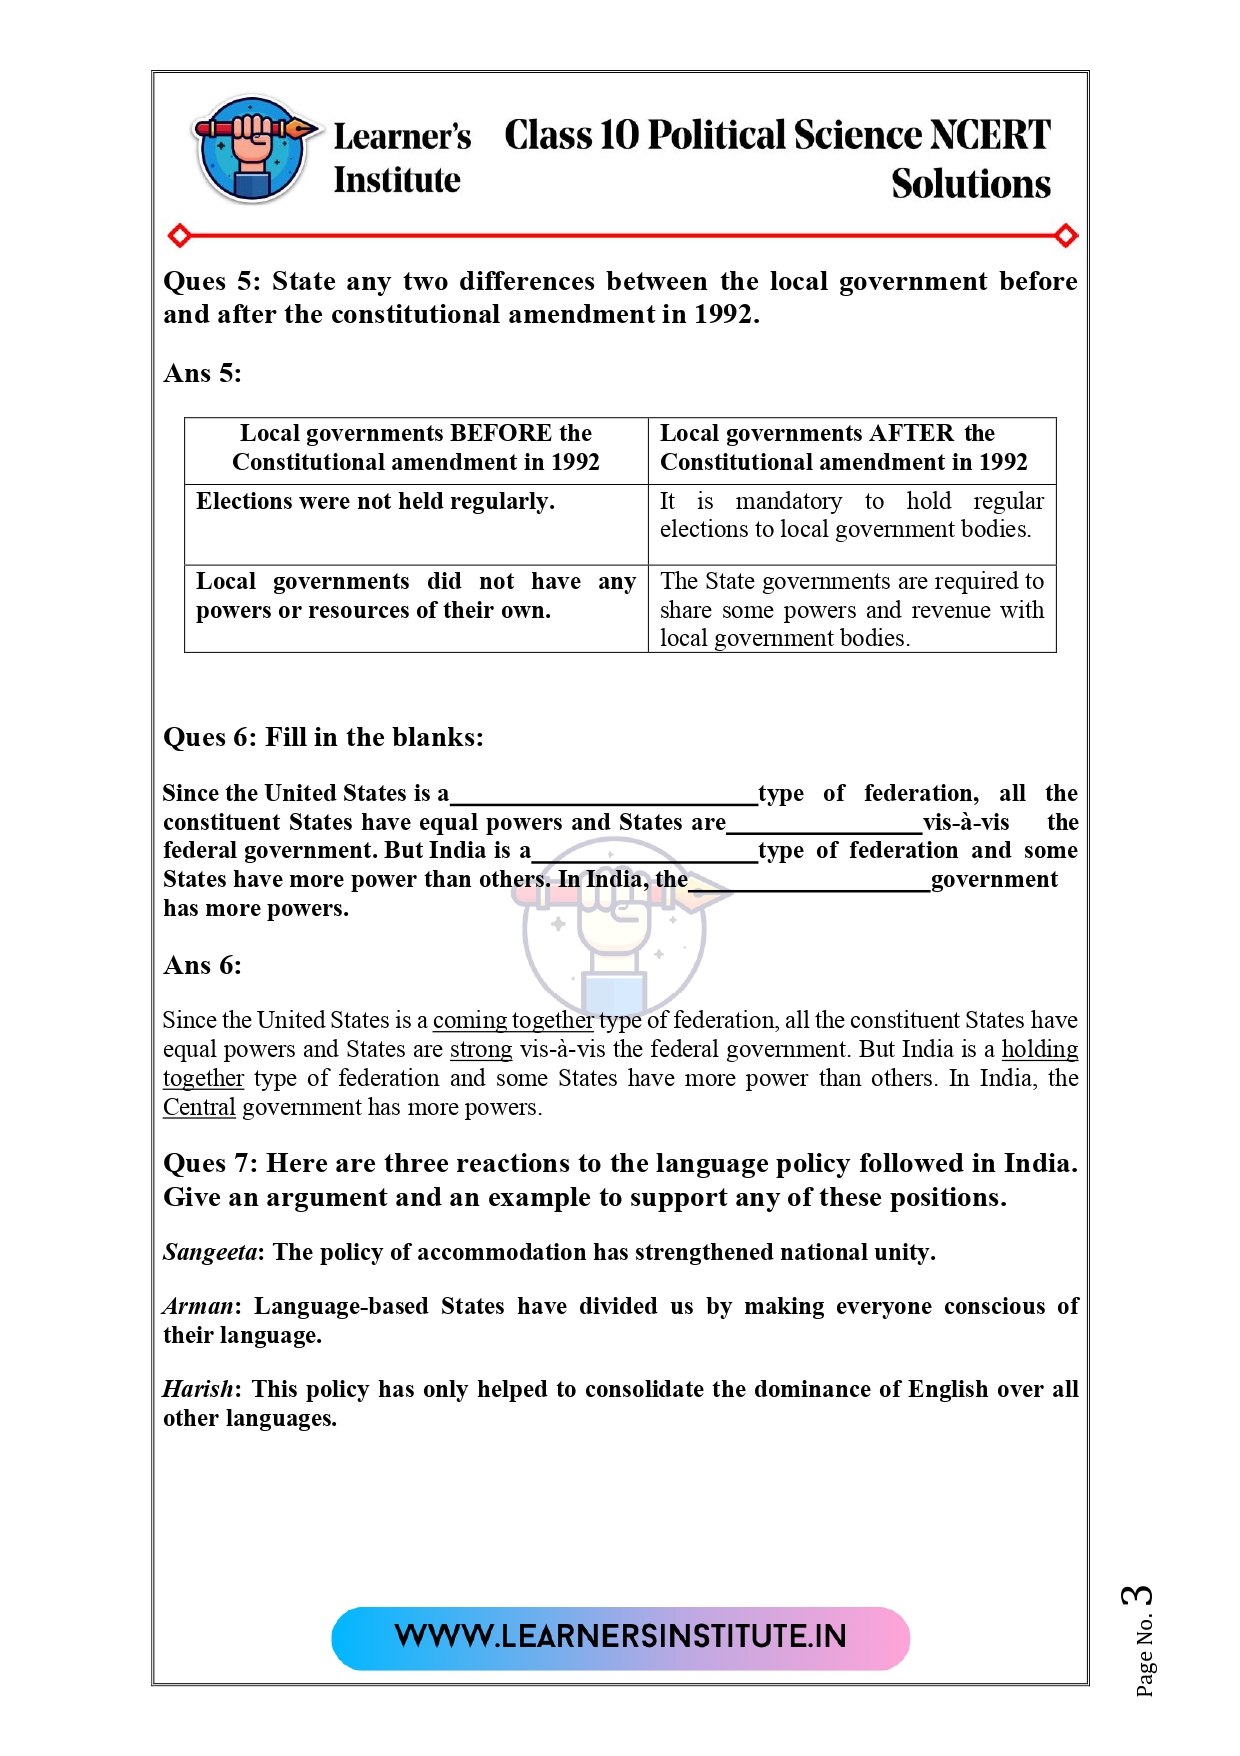 Learner's
Institute
Class 10 Political Science NCERT
Solutions
Ques 5: State any two differences between the local government before
and after the constitutional amendment in 1992.
Ans 5:
Local governments BEFORE the
Constitutional amendment in 1992
Local governments AFTER the
Constitutional amendment in 1992
Elections were not held regularly.
It is mandatory to hold regular
elections to local government bodies.
Local governments did not have any
powers or resources of their own.
The State governments are required to
share some powers and revenue with
local government bodies.
Ques 6: Fill in the blanks:
Since the United States is a______________________type of federation, all the
constituent States have equal powers and States are______________vis-à-vis the
federal government. But India is a________________type of federation and some
States have more power than others. In India, the_________________government
has more powers.
Ans 6:
Since the United States is a coming together type of federation, all the constituent States have
equal powers and States are strong vis-à-vis the federal government. But India is a holding
together type of federation and some States have more power than others. In India, the
Central government has more powers.
Ques 7: Here are three reactions to the language policy followed in India.
Give an argument and an example to support any of these positions.
Sangeeta: The policy of accommodation has strengthened national unity.
Arman: Language-based States have divided us by making everyone conscious of
their language.
Harish: This policy has only helped to consolidate the dominance of English over all
other languages.
WWW.LEARNERSINSTITUTE.IN
Page No. 3